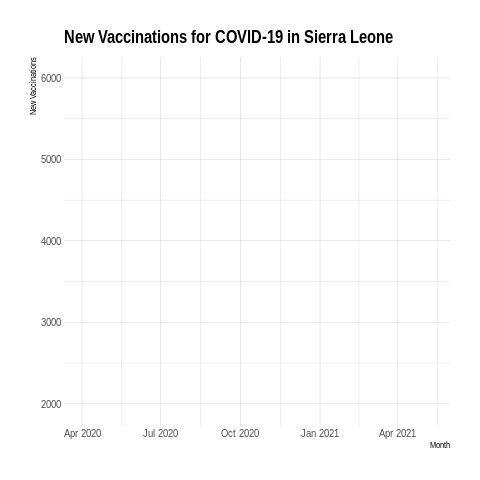 New Vaccinations for COVID-19 in Sierra Leone
New Vaccinations
6000
5000
4000
3000
2000
Apr 2020 Jul 2020 Oct 2020 Jan 2021 Apr 2021
Month